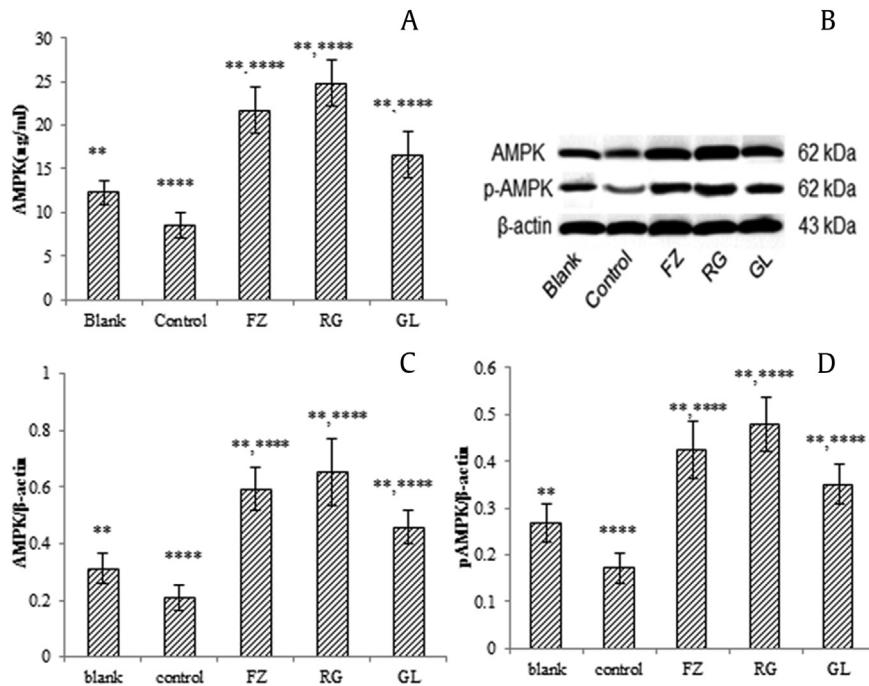 A
AMPK(ng/ml)
30
25
20
15
10
5
0
**
****
**,****
**,****
**,****
Blank
Control
FZ
RG
GL
B
AMPK
62 kDa
p-AMPK
62 kDa
β-actin
43 kDa
Blank
Control
FZ
RG
GL
C
AMPK/β-actin
1
0.8
0.6
0.4
0.2
0
**
****
**,****
**,****
**,****
blank
control
FZ
RG
GL
D
pAMPK/β-actin
0.6
0.5
0.4
0.3
0.2
0.1
0
**
****
**,****
**,****
**,****
blank
control
FZ
RG
GL